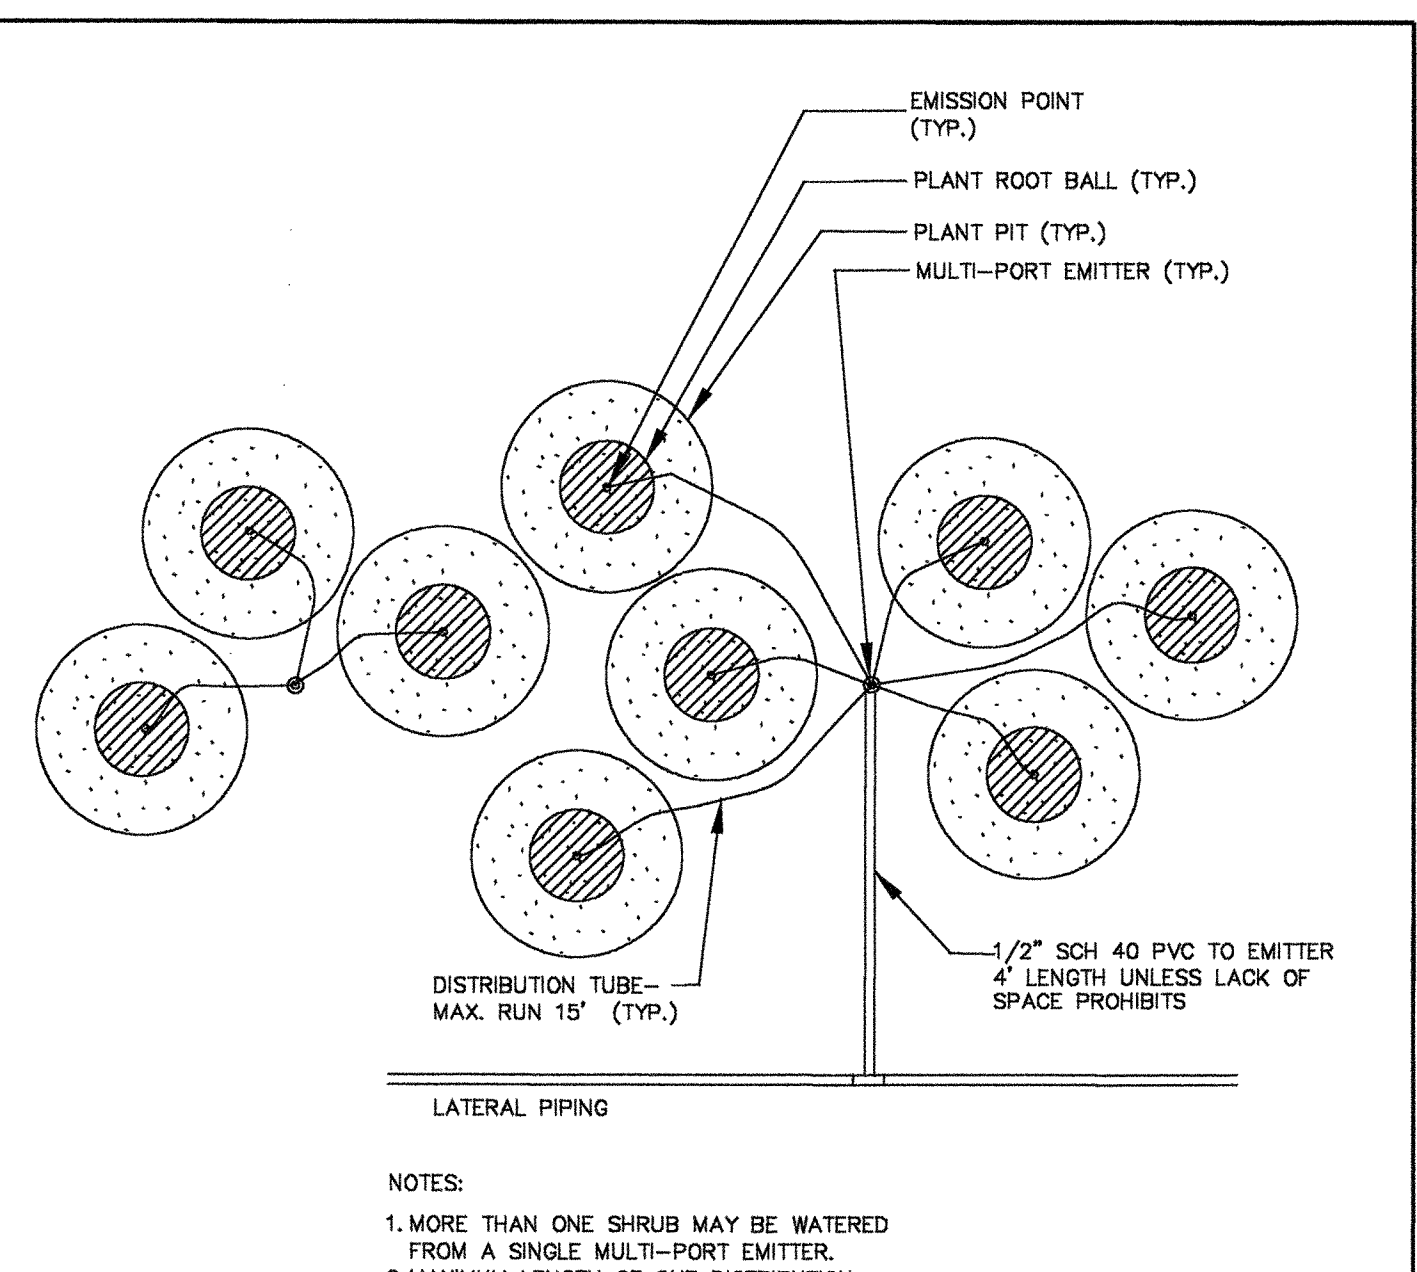 EMISSION POINT
(TYP.)
PLANT ROOT BALL (TYP.)
PLANT PIT (TYP.)
MULTI-PORT EMITTER (TYP.)
1/2" SCH 40 PVC TO EMITTER
4' LENGTH UNLESS LACK OF
SPACE PROHIBITS
DISTRIBUTION TUBE-
MAX. RUN 15' (TYP.)
LATERAL PIPING
NOTES:
1. MORE THAN ONE SHRUB MAY BE WATERED
FROM A SINGLE MULTI-PORT EMITTER.